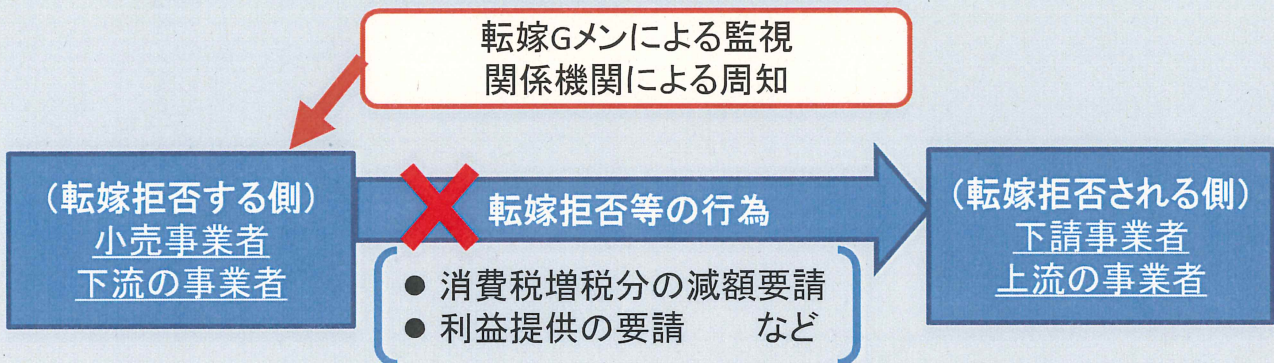 転嫁Gメンによる監視
関係機関による周知
(転嫁拒否する側)
小売事業者
下流の事業者
転嫁拒否等の行為
● 消費税増税分の減額要請
● 利益提供の要請　など
(転嫁拒否される側)
下請事業者
上流の事業者